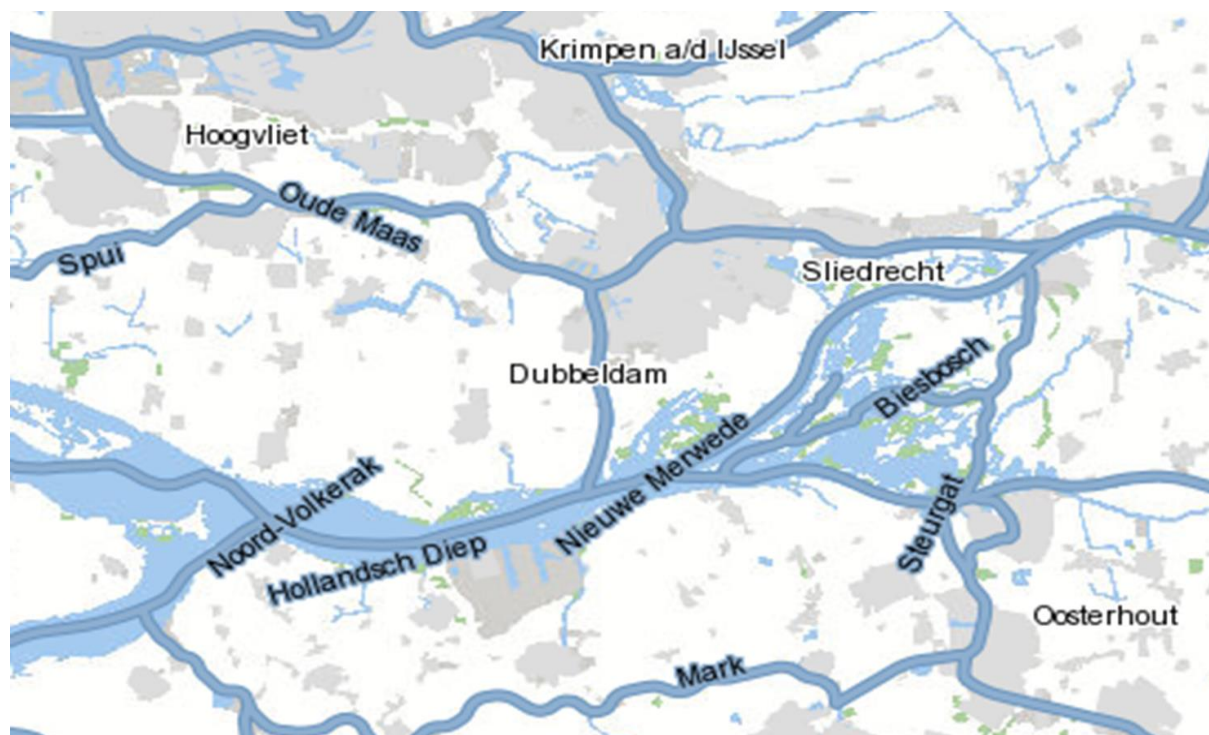 Krimpen a/d IJssel
Hoogvliet
Oude Maas
Spui
Sliedrecht
Dubbeldam
Biesbosch
Nieuwe Merwede
Noord-Volkerak
Hollandsch Diep
Steurgat
Oosterhout
Mark